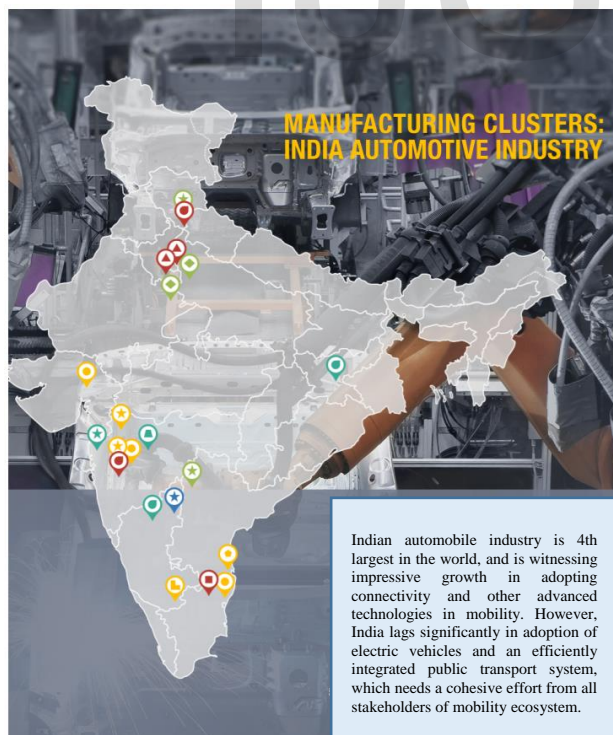 MANUFACTURING CLUSTERS:
INDIA AUTOMOTIVE INDUSTRY
Indian automobile industry is 4th
largest in the world, and is witnessing
impressive growth in adopting
connectivity and other advanced
technologies in mobility. However,
India lags significantly in adoption of
electric vehicles and an efficiently
integrated public transport system,
which needs a cohesive effort from all
stakeholders of mobility ecosystem.